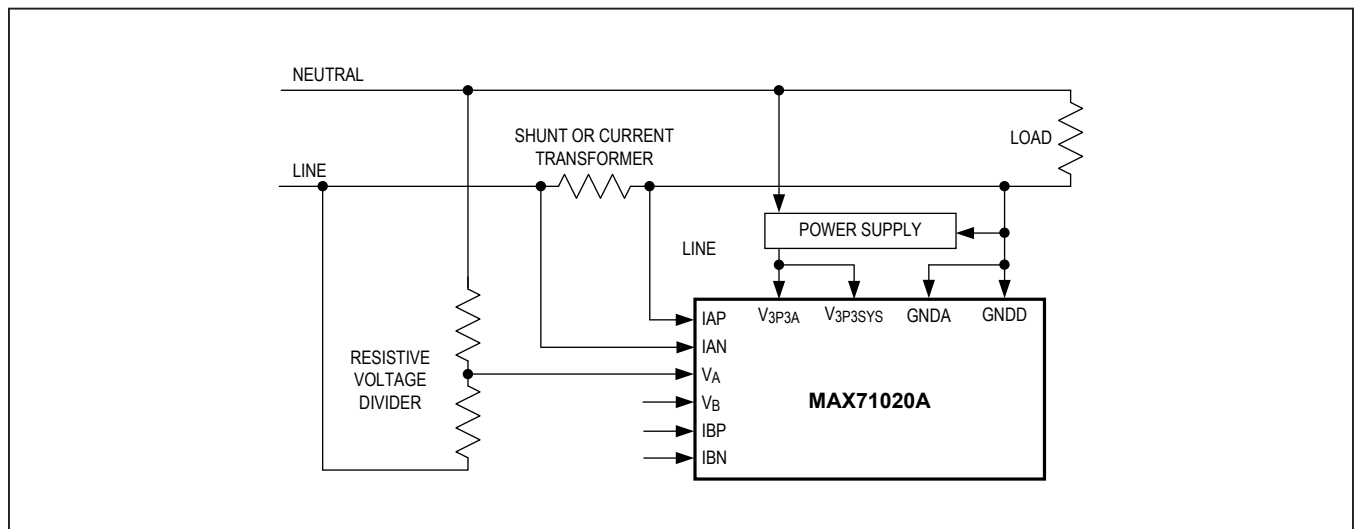 NEUTRAL
SHUNT OR CURRENT
TRANSFORMER
LOAD
LINE
POWER SUPPLY
LINE
V3P3A
V3P3SYS
GNDA
GNDD
IAP
IAN
RESISTIVE
VOLTAGE
DIVIDER
VA
VB
MAX71020A
IBP
IBN